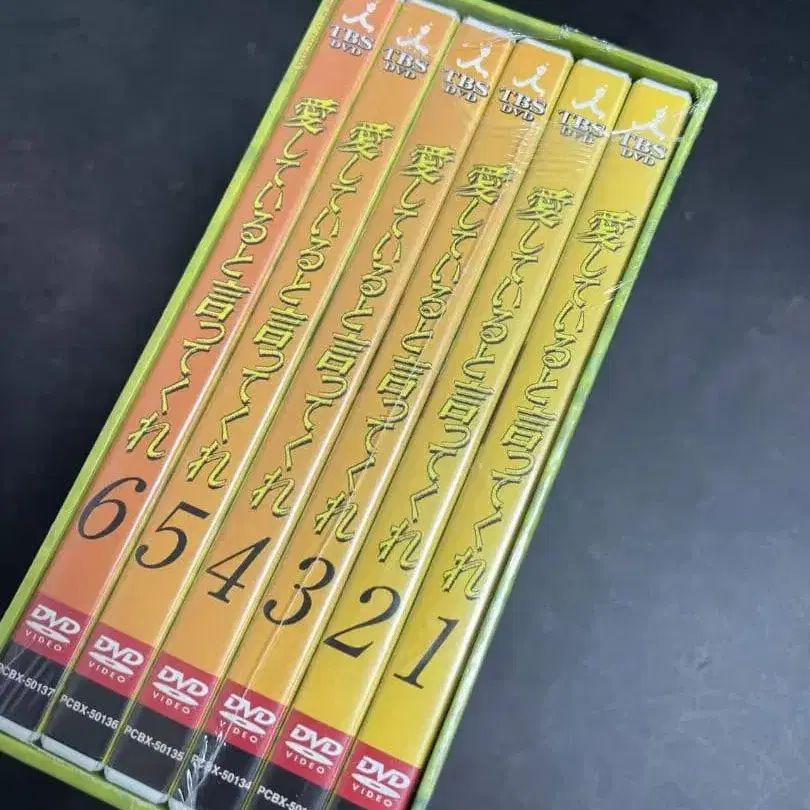 TBS
DVD
愛していると言ってくれ
6
DVD
VIDEO
PCBX-50137
TBS
DVD
愛していると言ってくれ
5
DVD
VIDEO
PCBX-50136
TBS
DVD
愛していると言ってくれ
4
DVD
VIDEO
PCBX-50135
TBS
DVD
愛していると言ってくれ
3
DVD
VIDEO
PCBX-50134
TBS
DVD
愛していると言ってくれ
2
DVD
VIDEO
TBS
DVD
愛していると言ってくれ
1
DVD
VIDEO